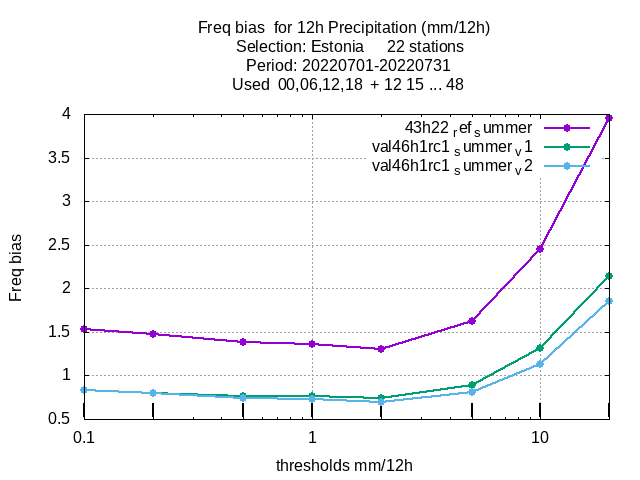 Freq bias  for 12h Precipitation (mm/12h)
Selection: Estonia     22 stations
Period: 20220701-20220731
Used  00,06,12,18  + 12 15 ... 48
43h22 ref summer
val46h1rc1 summer v1
val46h1rc1 summer v2
4
3.5
3
2.5
2
1.5
1
0.5
Freq bias
0.1 1 10
thresholds mm/12h